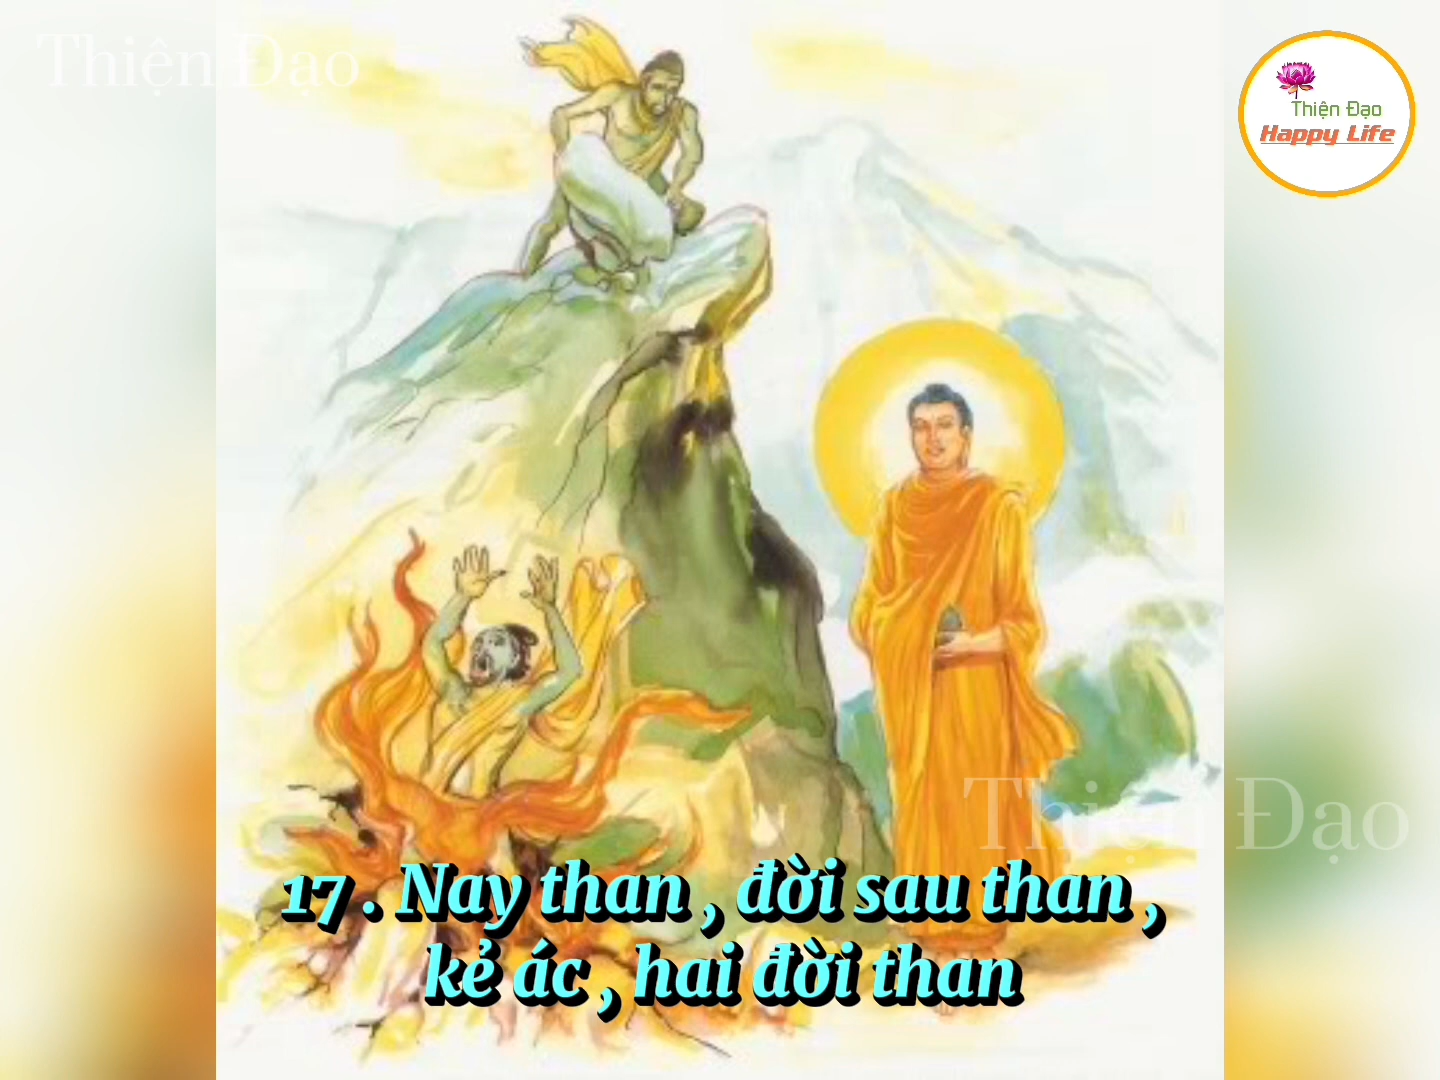 Thiện Đạo
Thiện Đạo
Happy Life
Thiện Đạo
17 . Nay than , đời sau than ,
kẻ ác , hai đời than